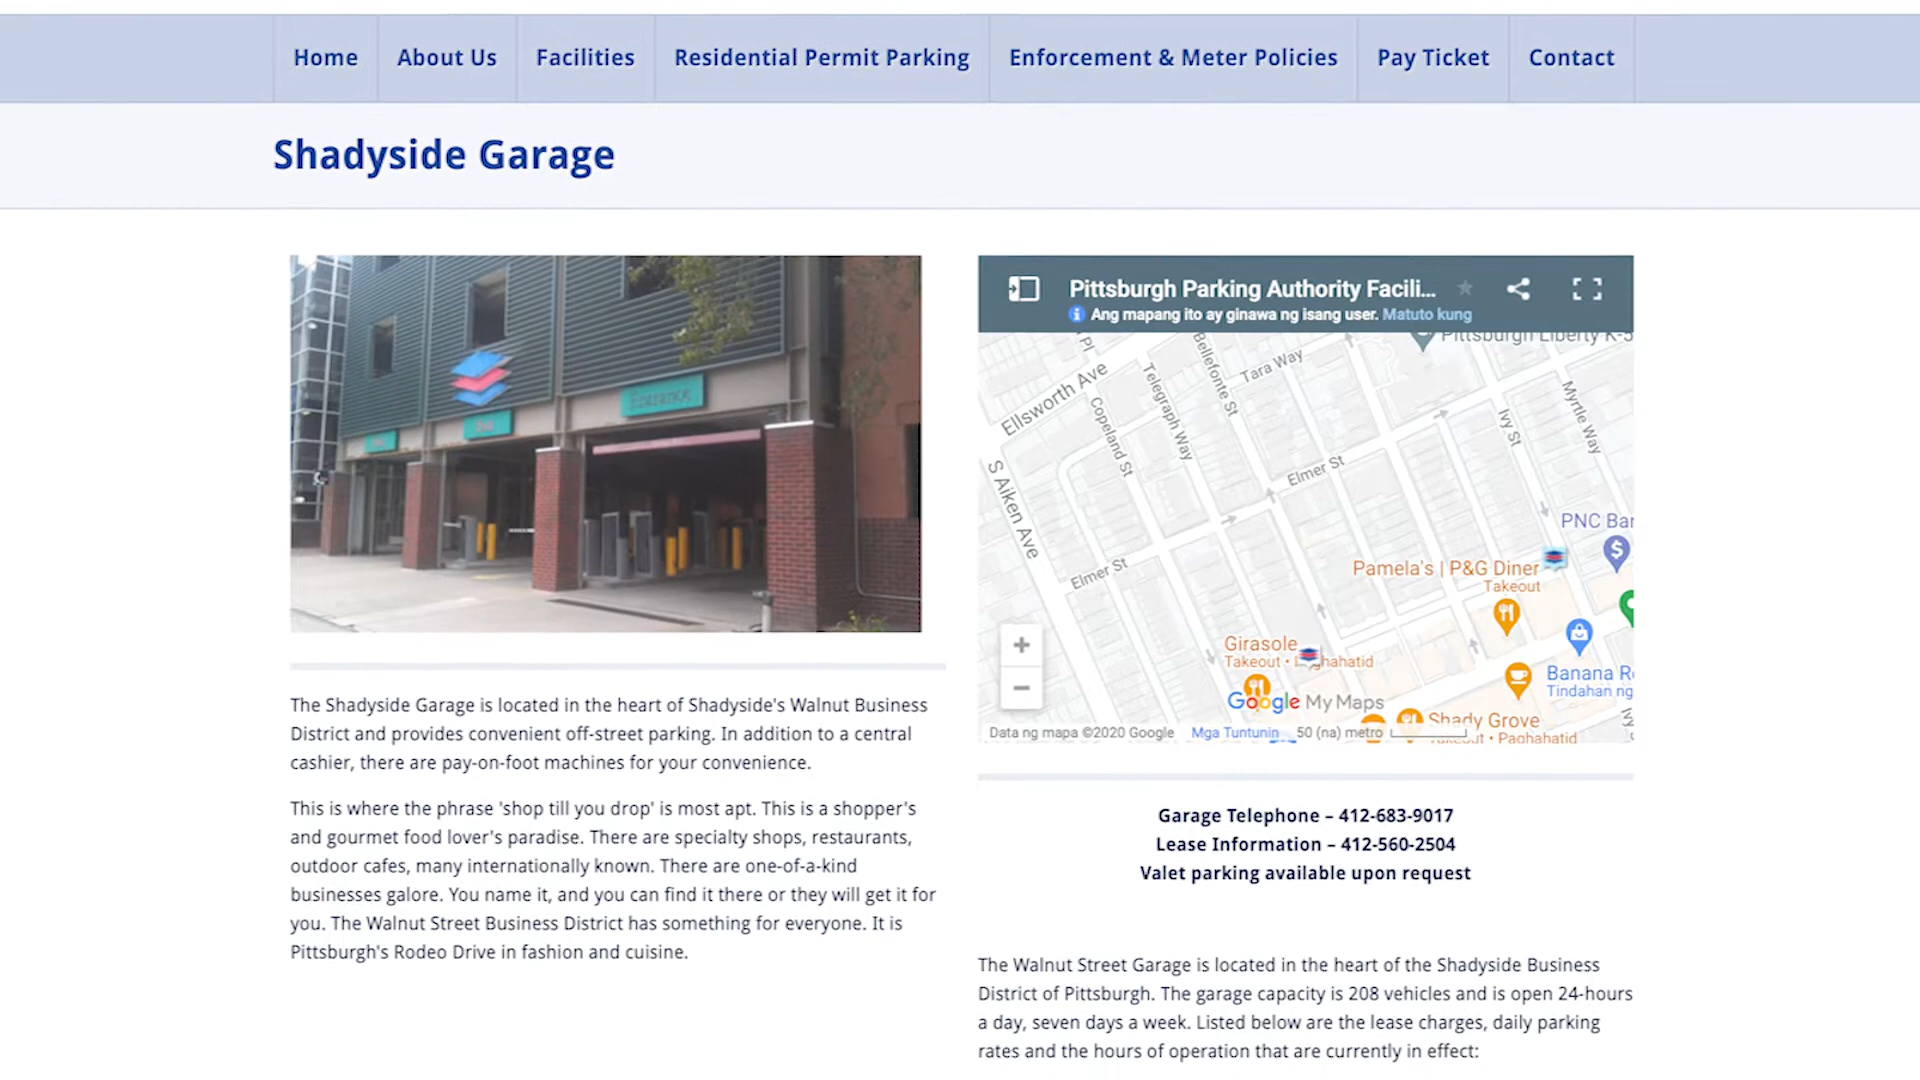 Home
About Us
Facilities
Residential Permit Parking
Enforcement & Meter Policies
Pay Ticket
Contact
Shadyside Garage
The Shadyside Garage is located in the heart of Shadyside's Walnut Business
District and provides convenient off-street parking. In addition to a central
cashier, there are pay-on-foot machines for your convenience.
This is where the phrase 'shop till you drop' is most apt. This is a shopper's
and gourmet food lover's paradise. There are specialty shops, restaurants,
outdoor cafes, many internationally known. There are one-of-a-kind
businesses galore. You name it, and you can find it there or they will get it for
you. The Walnut Street Business District has something for everyone. It is
Pittsburgh's Rodeo Drive in fashion and cuisine.
Pittsburgh Parking Authority Facili...
Ang mapang ito ay ginawa ng isang user. Matuto kung
Pittsburgh Liberty K-5
Pl
Bellefonte St
Tara Way
Ellsworth Ave
Telegraph Way
Copeland St
Myrtle Way
Ivy St
Elmer St
S Aiken Ave
PNC Ban
Elmer St
Pamela's | P&G Diner
Takeout
Girasole
Takeout •
Banana R
Tindahan ng
Google My Maps
Shady Grove
Takeout • Paghahatid
Data ng mapa ©2020 Google
Mga Tuntunin
50 (na) metro
Garage Telephone – 412-683-9017
Lease Information – 412-560-2504
Valet parking available upon request
The Walnut Street Garage is located in the heart of the Shadyside Business
District of Pittsburgh. The garage capacity is 208 vehicles and is open 24-hours
a day, seven days a week. Listed below are the lease charges, daily parking
rates and the hours of operation that are currently in effect: